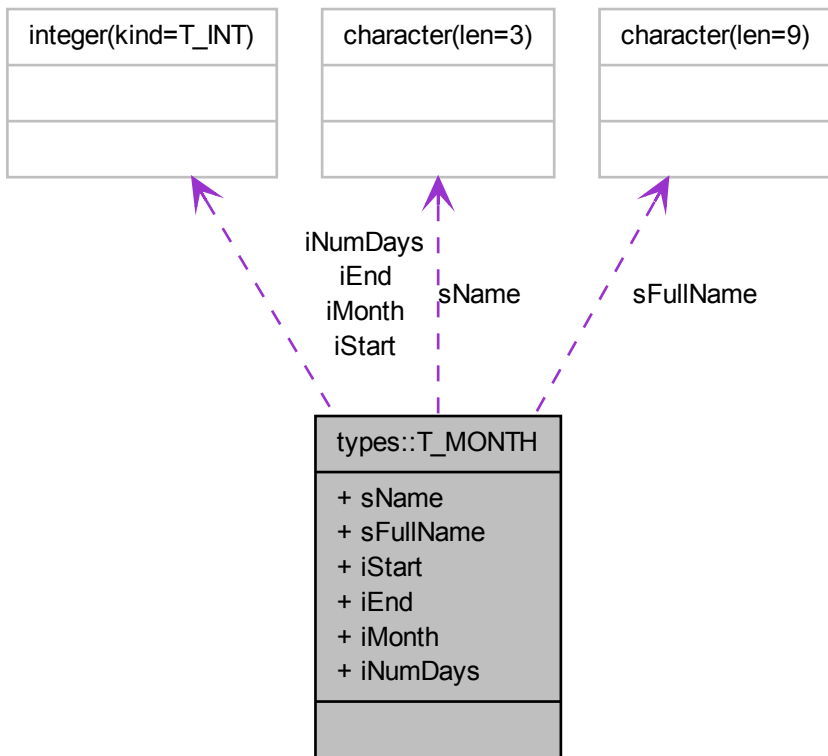 integer(kind=T_INT)
character(len=3)
character(len=9)
iNumDays
iEnd
iMonth
iStart
sName
sFullName
types::T_MONTH
+ sName
+ sFullName
+ iStart
+ iEnd
+ iMonth
+ iNumDays